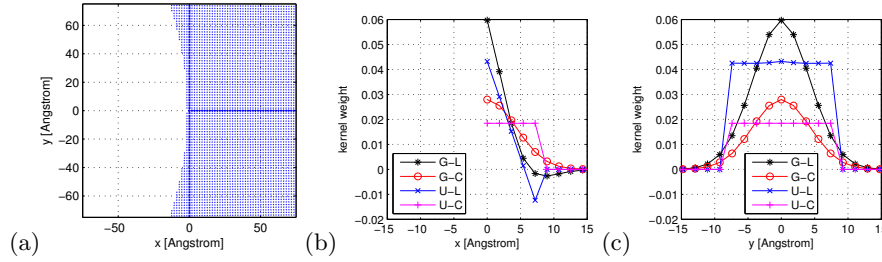 (a)
y [Angstrom]
60
40
20
0
−20
−40
−60
−50
0
50
x [Angstrom]
(b)
kernel weight
0.06
0.05
0.04
0.03
0.02
0.01
0
−0.01
−0.02
G−L
G−C
U−L
U−C
−15
−10
−5
0
5
10
15
x [Angstrom]
(c)
kernel weight
0.06
0.05
0.04
0.03
0.02
0.01
0
−0.01
−0.02
G−L
G−C
U−L
U−C
−15
−10
−5
0
5
10
15
y [Angstrom]